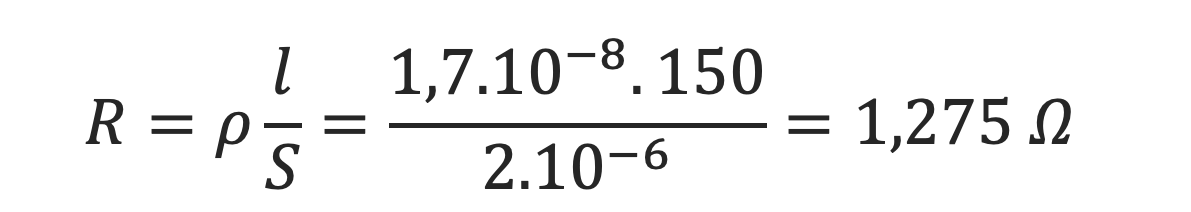 R = ρ l/S = 1,7.10⁻⁸.150/2.10⁻⁶ = 1,275 Ω